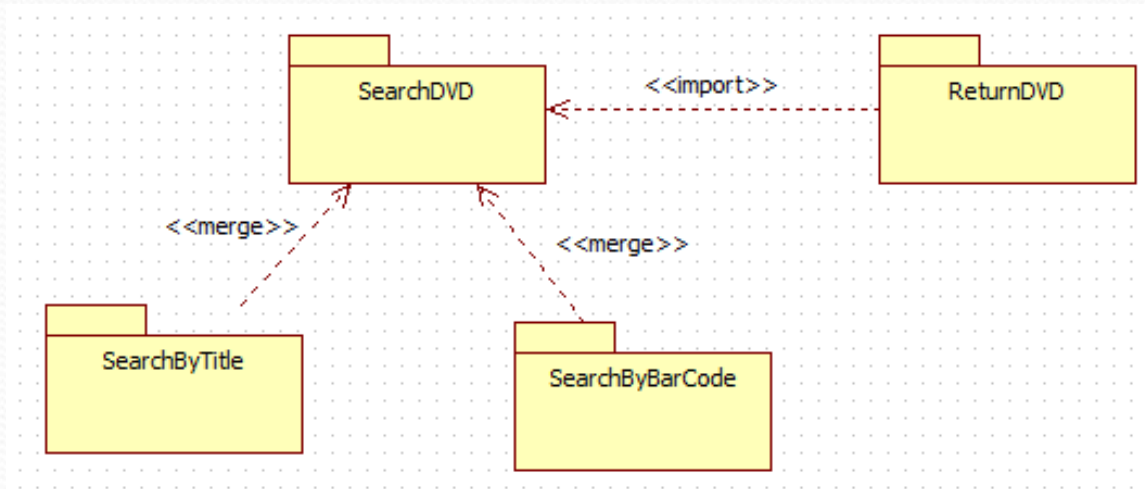 <<import>>
SearchDVD
ReturnDVD
<<merge>>
<<merge>>
SearchByTitle
SearchByBarCode